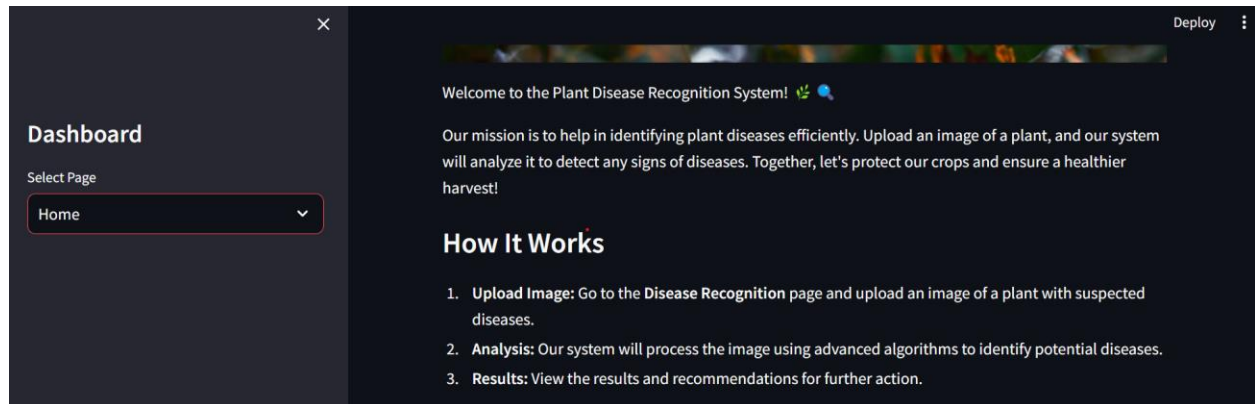 Deploy
Dashboard
Select Page
Home
Welcome to the Plant Disease Recognition System! 🌿 🔍
Our mission is to help in identifying plant diseases efficiently. Upload an image of a plant, and our system
will analyze it to detect any signs of diseases. Together, let's protect our crops and ensure a healthier
harvest!
How It Works
1. Upload Image: Go to the Disease Recognition page and upload an image of a plant with suspected
diseases.
2. Analysis: Our system will process the image using advanced algorithms to identify potential diseases.
3. Results: View the results and recommendations for further action.